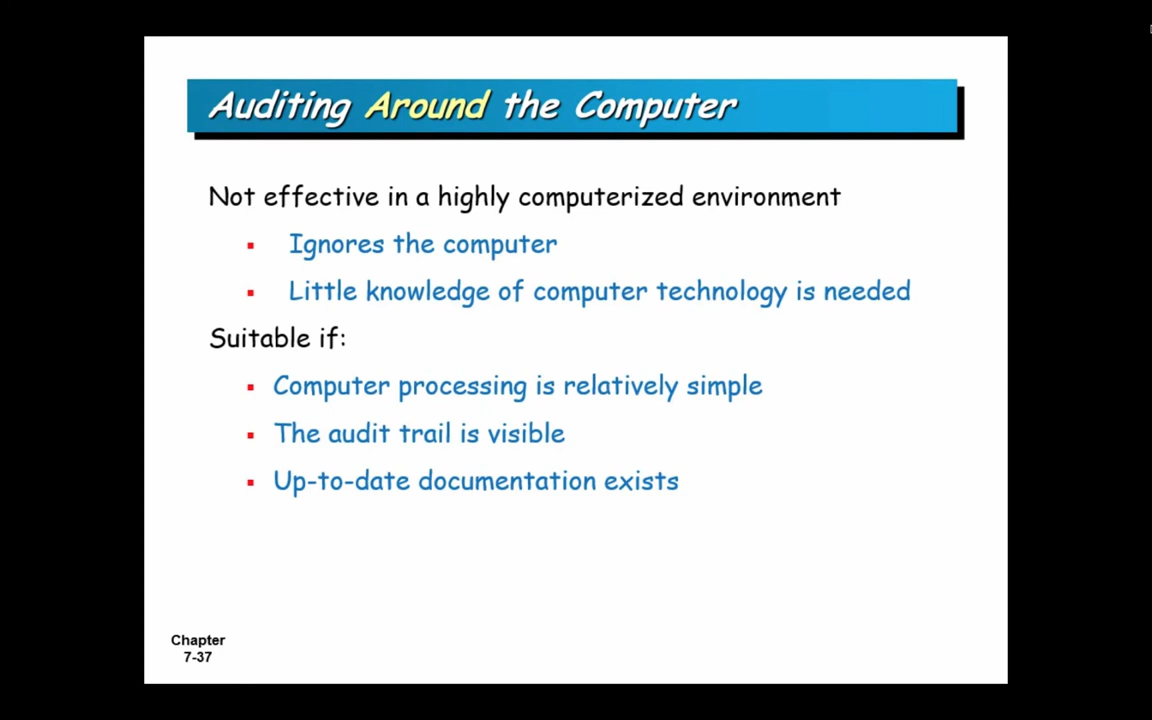 Auditing Around the Computer
Not effective in a highly computerized environment
▪ Ignores the computer
▪ Little knowledge of computer technology is needed
Suitable if:
▪ Computer processing is relatively simple
▪ The audit trail is visible
▪ Up-to-date documentation exists
Chapter
7-37